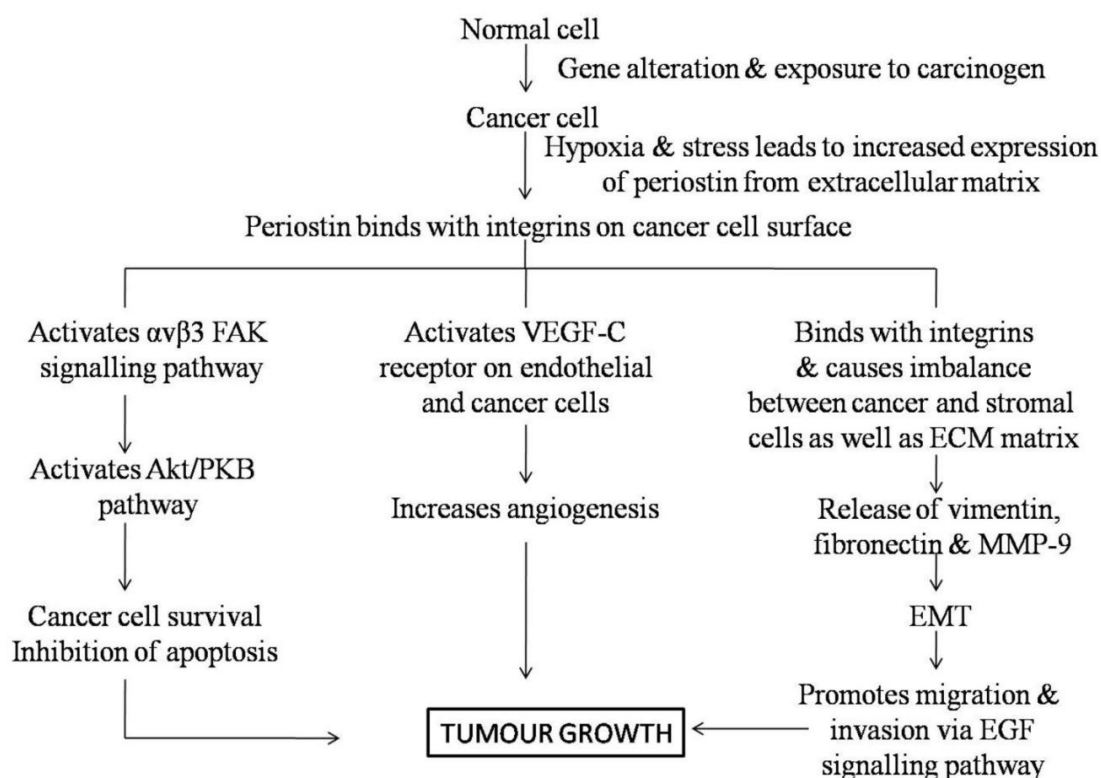 Normal cell
Gene alteration & exposure to carcinogen
Cancer cell
Hypoxia & stress leads to increased expression
of periostin from extracellular matrix
Periostin binds with integrins on cancer cell surface
Activates αvβ3 FAK
signalling pathway
Activates Akt/PKB
pathway
Cancer cell survival
Inhibition of apoptosis
Activates VEGF-C
receptor on endothelial
and cancer cells
Increases angiogenesis
Binds with integrins
& causes imbalance
between cancer and stromal
cells as well as ECM matrix
Release of vimentin,
fibronectin & MMP-9
EMT
Promotes migration &
invasion via EGF
signalling pathway
TUMOUR GROWTH